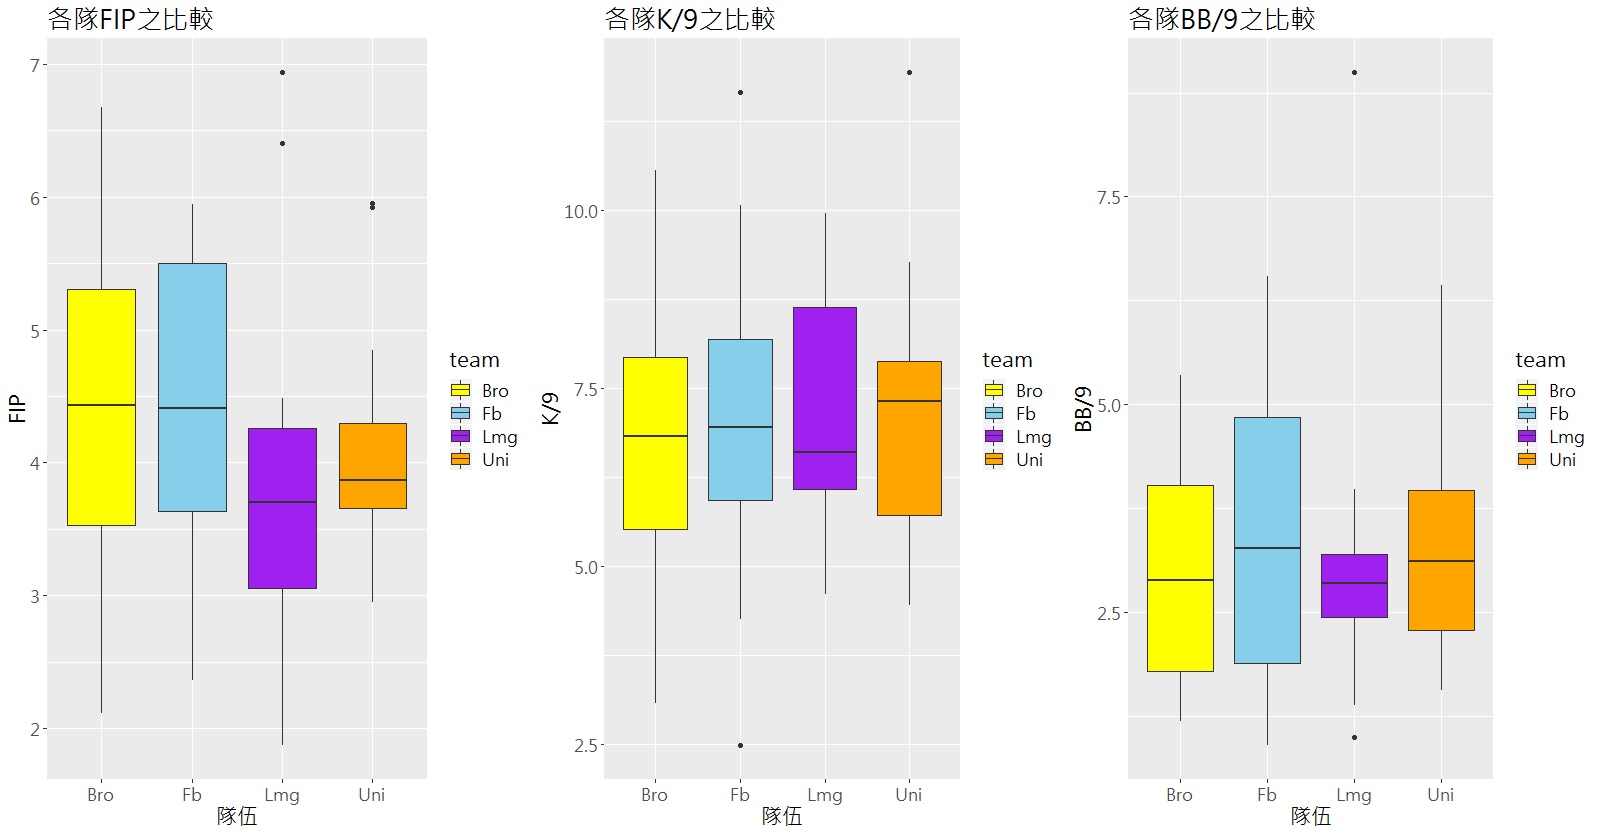 各隊FIP之比較
7
6
5
4
3
2
FIP
Bro
Fb
Lmg
Uni
隊伍
team
Bro
Fb
Lmg
Uni
各隊K/9之比較
10.0
7.5
5.0
2.5
K/9
Bro
Fb
Lmg
Uni
隊伍
team
Bro
Fb
Lmg
Uni
各隊BB/9之比較
7.5
5.0
2.5
BB/9
Bro
Fb
Lmg
Uni
隊伍
team
Bro
Fb
Lmg
Uni